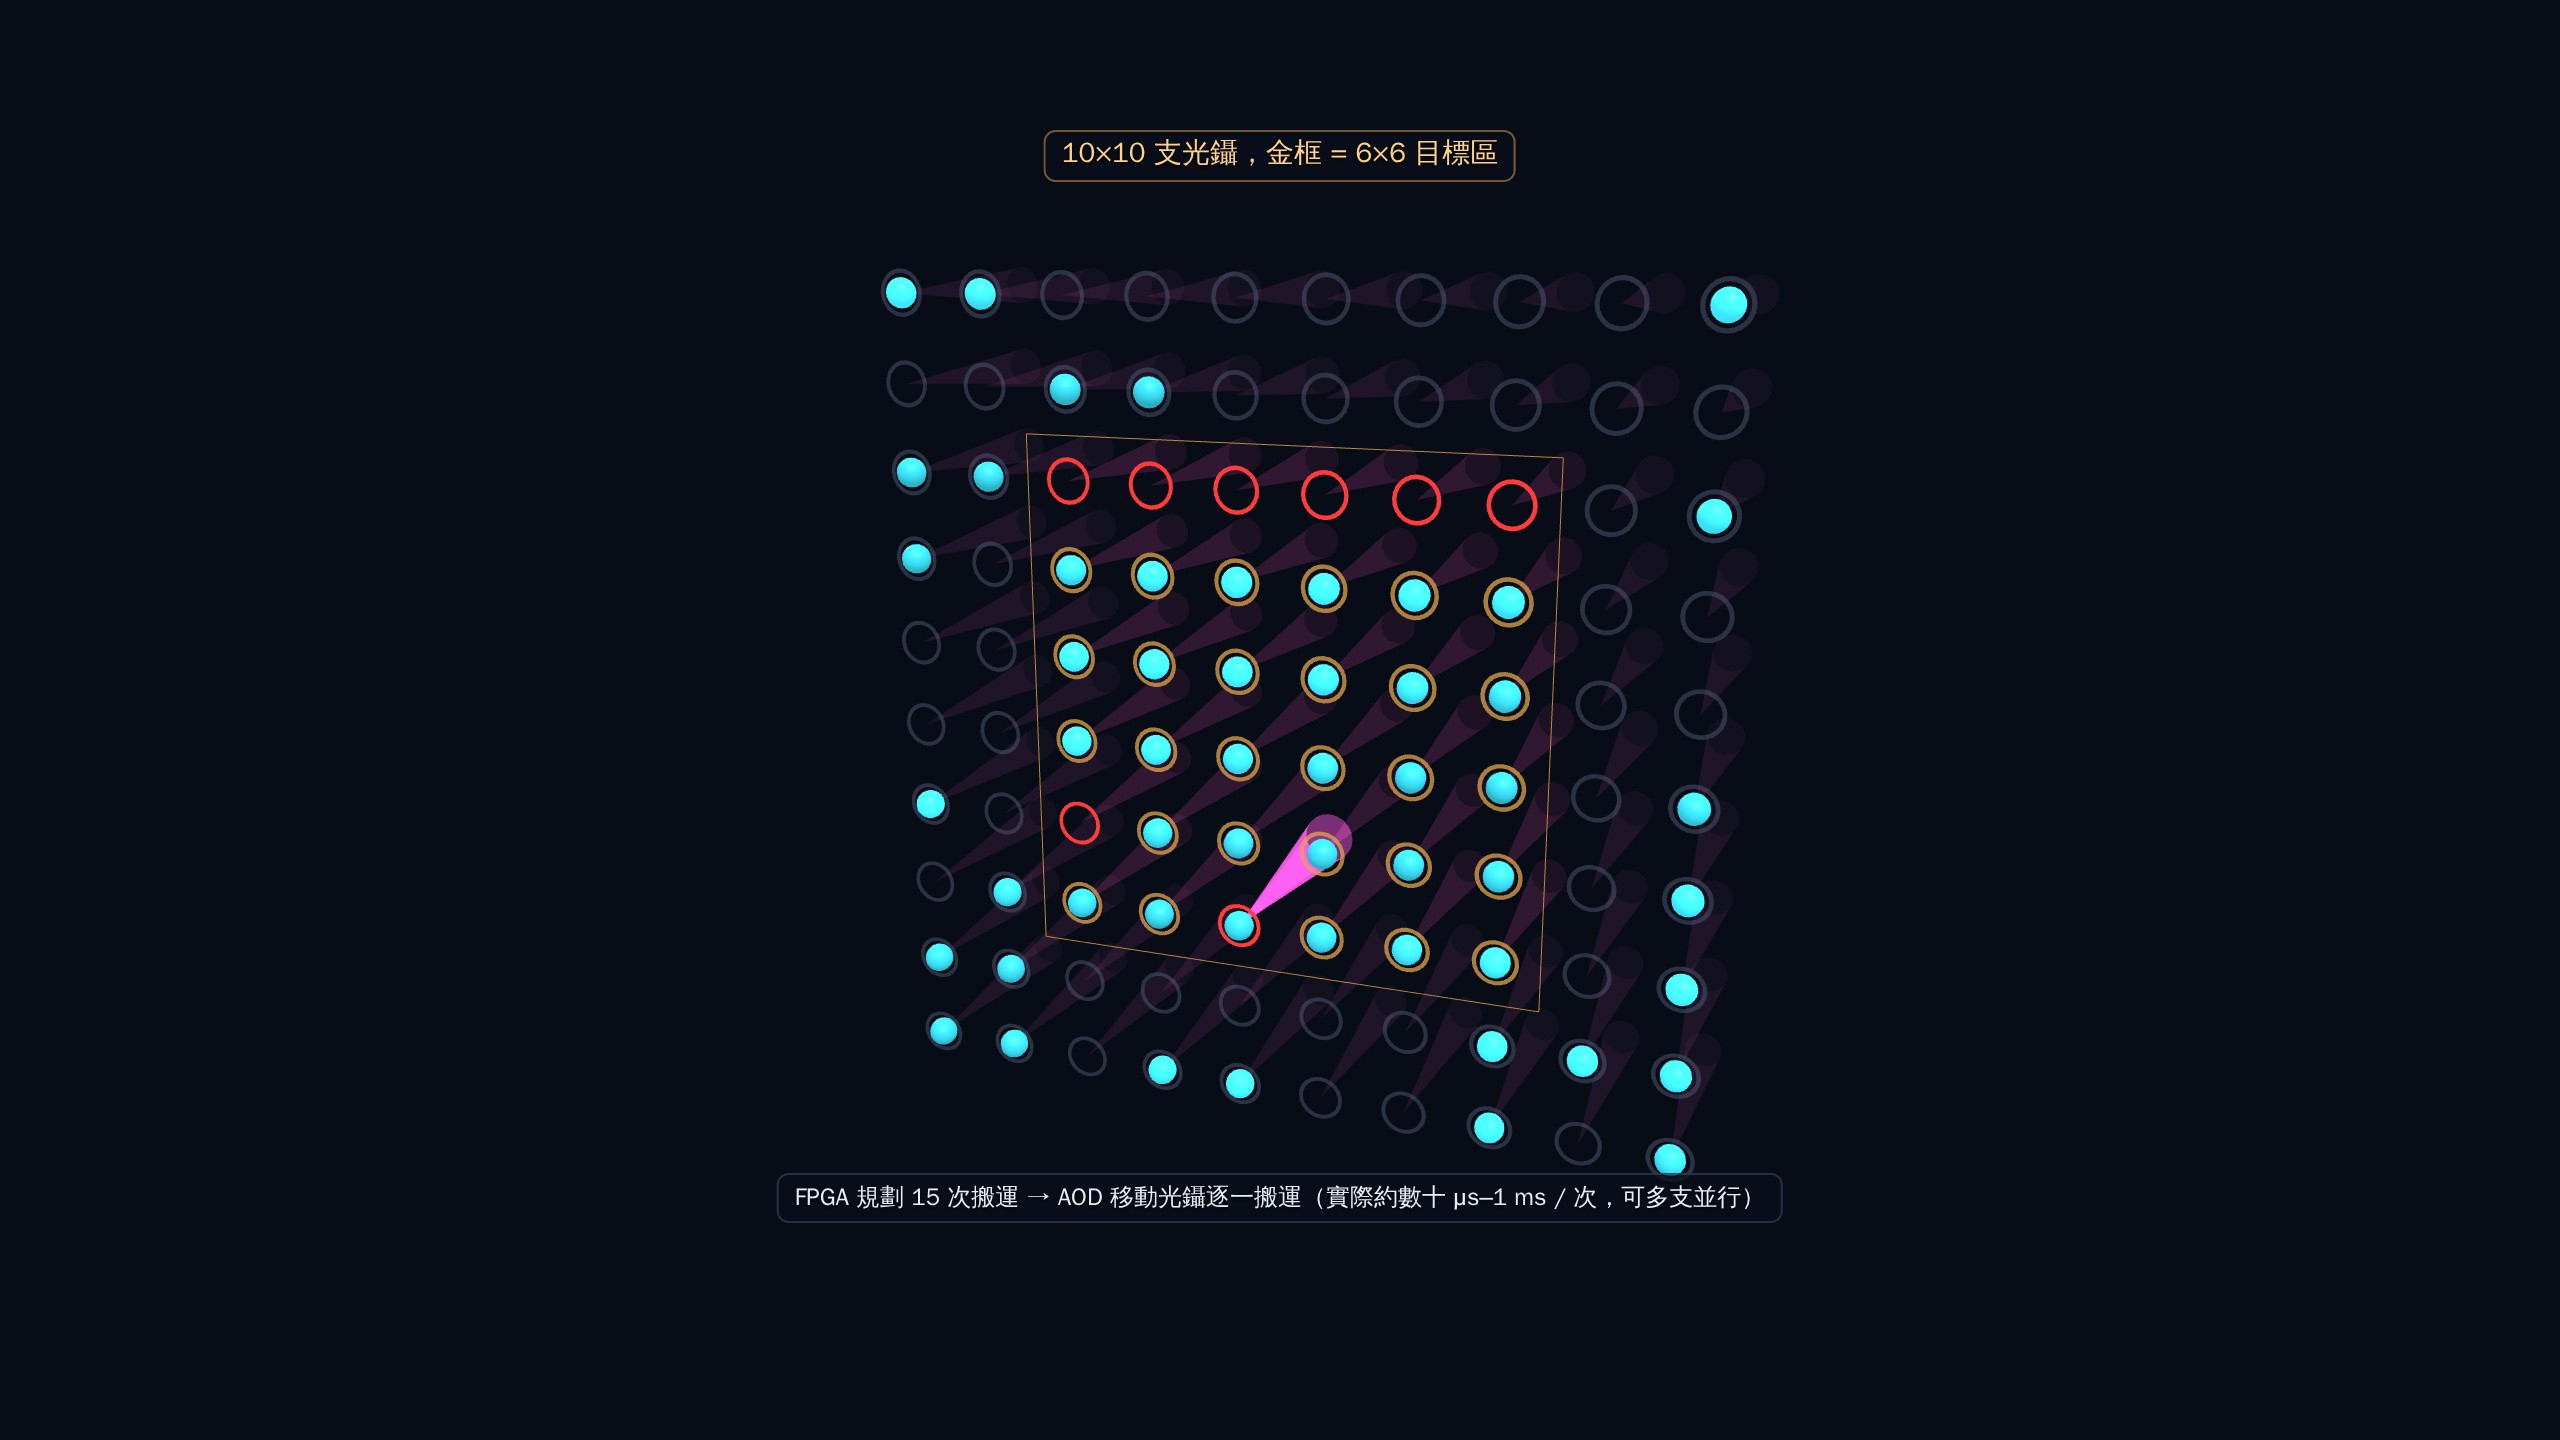 10×10 支光鑷，金框 = 6×6 目標區
FPGA 規劃 15 次搬運 → AOD 移動光鑷逐一搬運（實際約數十 µs–1 ms / 次，可多支並行）